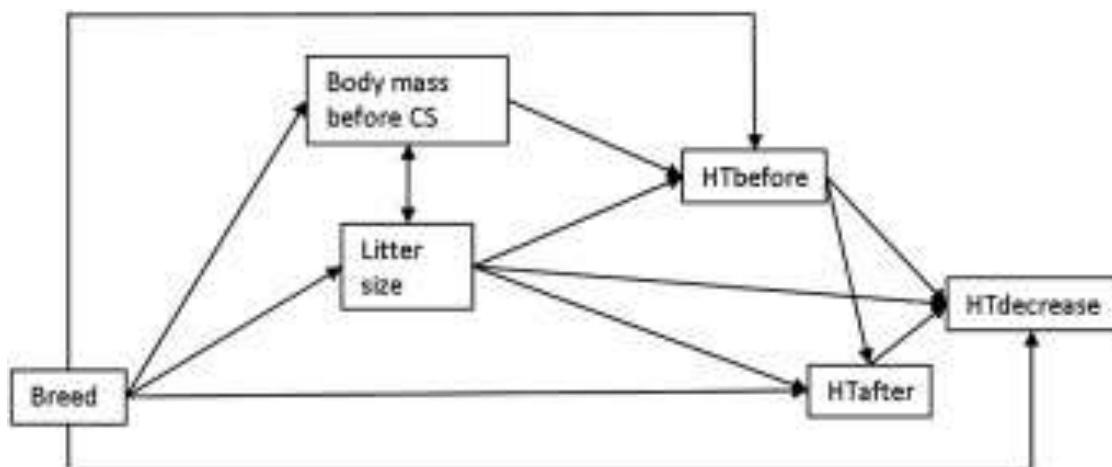 Body mass
before CS
HTbefore
Litter
size
HTdecrease
Breed
HTafter